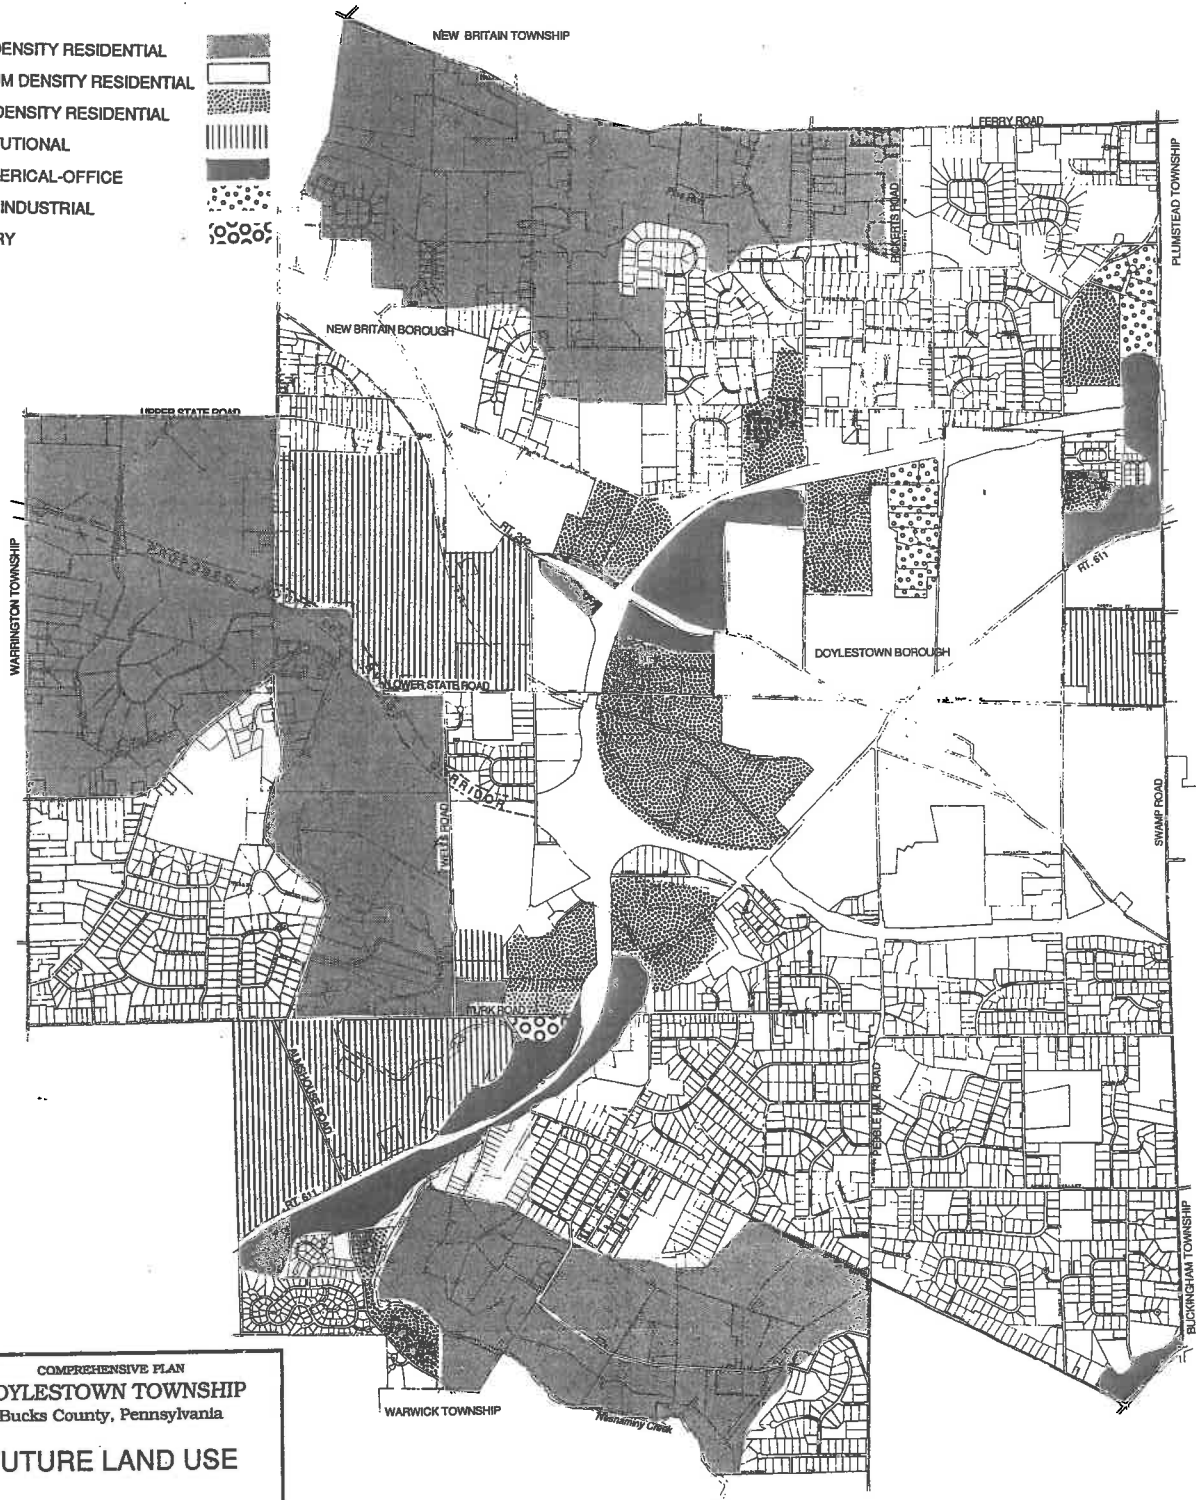 DENSITY RESIDENTIAL
M DENSITY RESIDENTIAL
DENSITY RESIDENTIAL
UTIONAL
ERICAL-OFFICE
INDUSTRIAL
RY
NEW BRITAIN TOWNSHIP
FERRY ROAD
PLUMSTEAD TOWNSHIP
RICKERTS ROAD
NEW BRITAIN BOROUGH
UPPER STATE ROAD
RT. 202
RT. 611
WARRINGTON TOWNSHIP
PROPOSED
DOYLESTOWN BOROUGH
LOWER STATE ROAD
CORRIDOR
WELLS ROAD
SWAMP ROAD
TURK ROAD
ALMSHOUSE ROAD
PEBBLE HILL ROAD
RT. 611
BUCKINGHAM TOWNSHIP
WARWICK TOWNSHIP
Neshaminy Creek
COMPREHENSIVE PLAN
OYLESTOWN TOWNSHIP
Bucks County, Pennsylvania
UTURE LAND USE